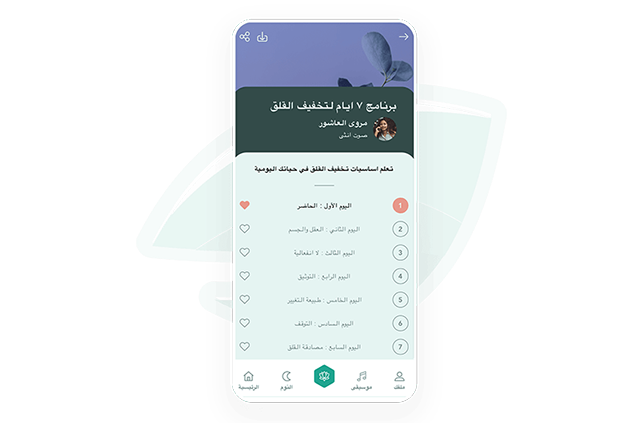 برنامج ٧ ايام لتخفيف القلق
مروى العاشور
صوت انثى
تعلم اساسيات تخفيف القلق في حياتك اليومية
1 اليوم الأول : الحاضر
2 اليوم الثاني : العقل والجسم
3 اليوم الثالث : لا انفعالية
4 اليوم الرابع : التوثيق
5 اليوم الخامس : طبيعة التغيير
6 اليوم السادس : التوقف
7 اليوم السابع : مصادقة القلق
ملفك موسيقى النوم الرئيسية